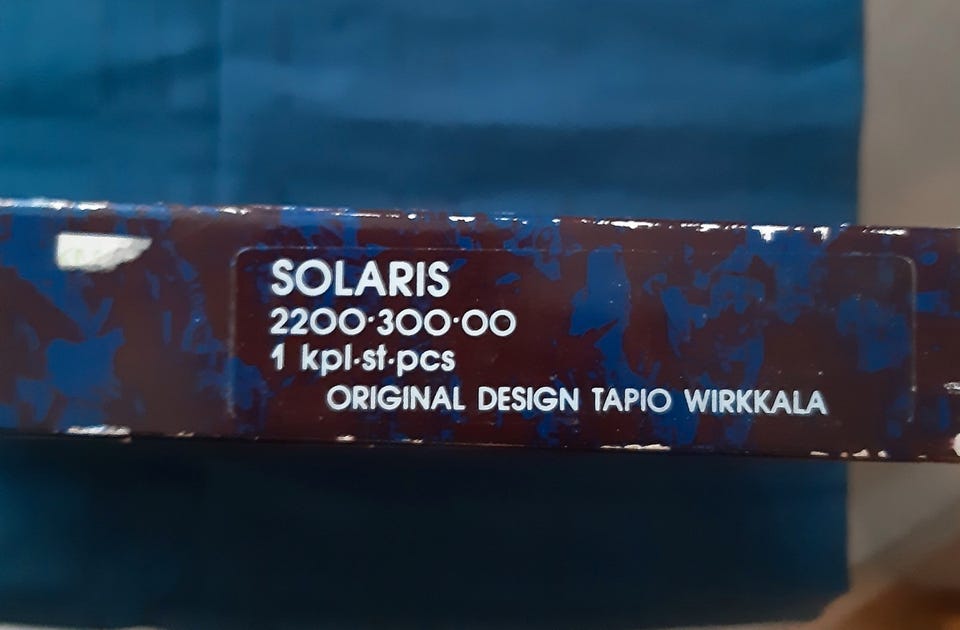 SOLARIS
2200·300·00
1 kpl·st·pcs
ORIGINAL DESIGN TAPIO WIRKKALA